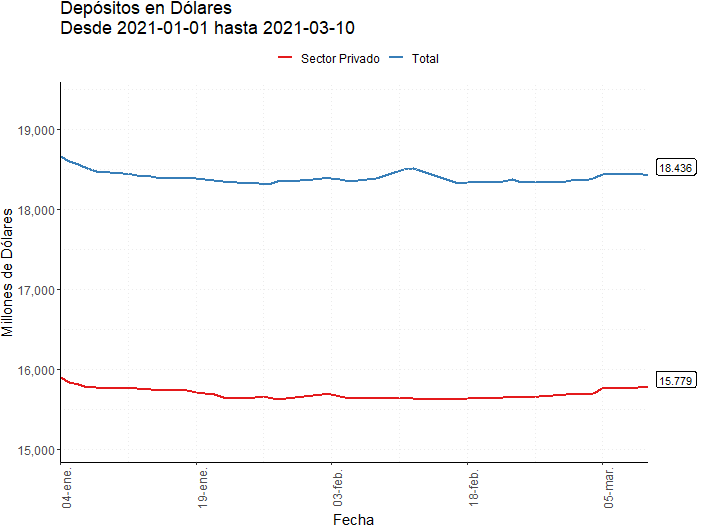 Depósitos en Dólares
Desde 2021-01-01 hasta 2021-03-10
Sector Privado
Total
Millones de Dólares
19,000
18,000
17,000
16,000
15,000
18.436
15.779
04-ene.
19-ene.
03-feb.
18-feb.
05-mar.
Fecha